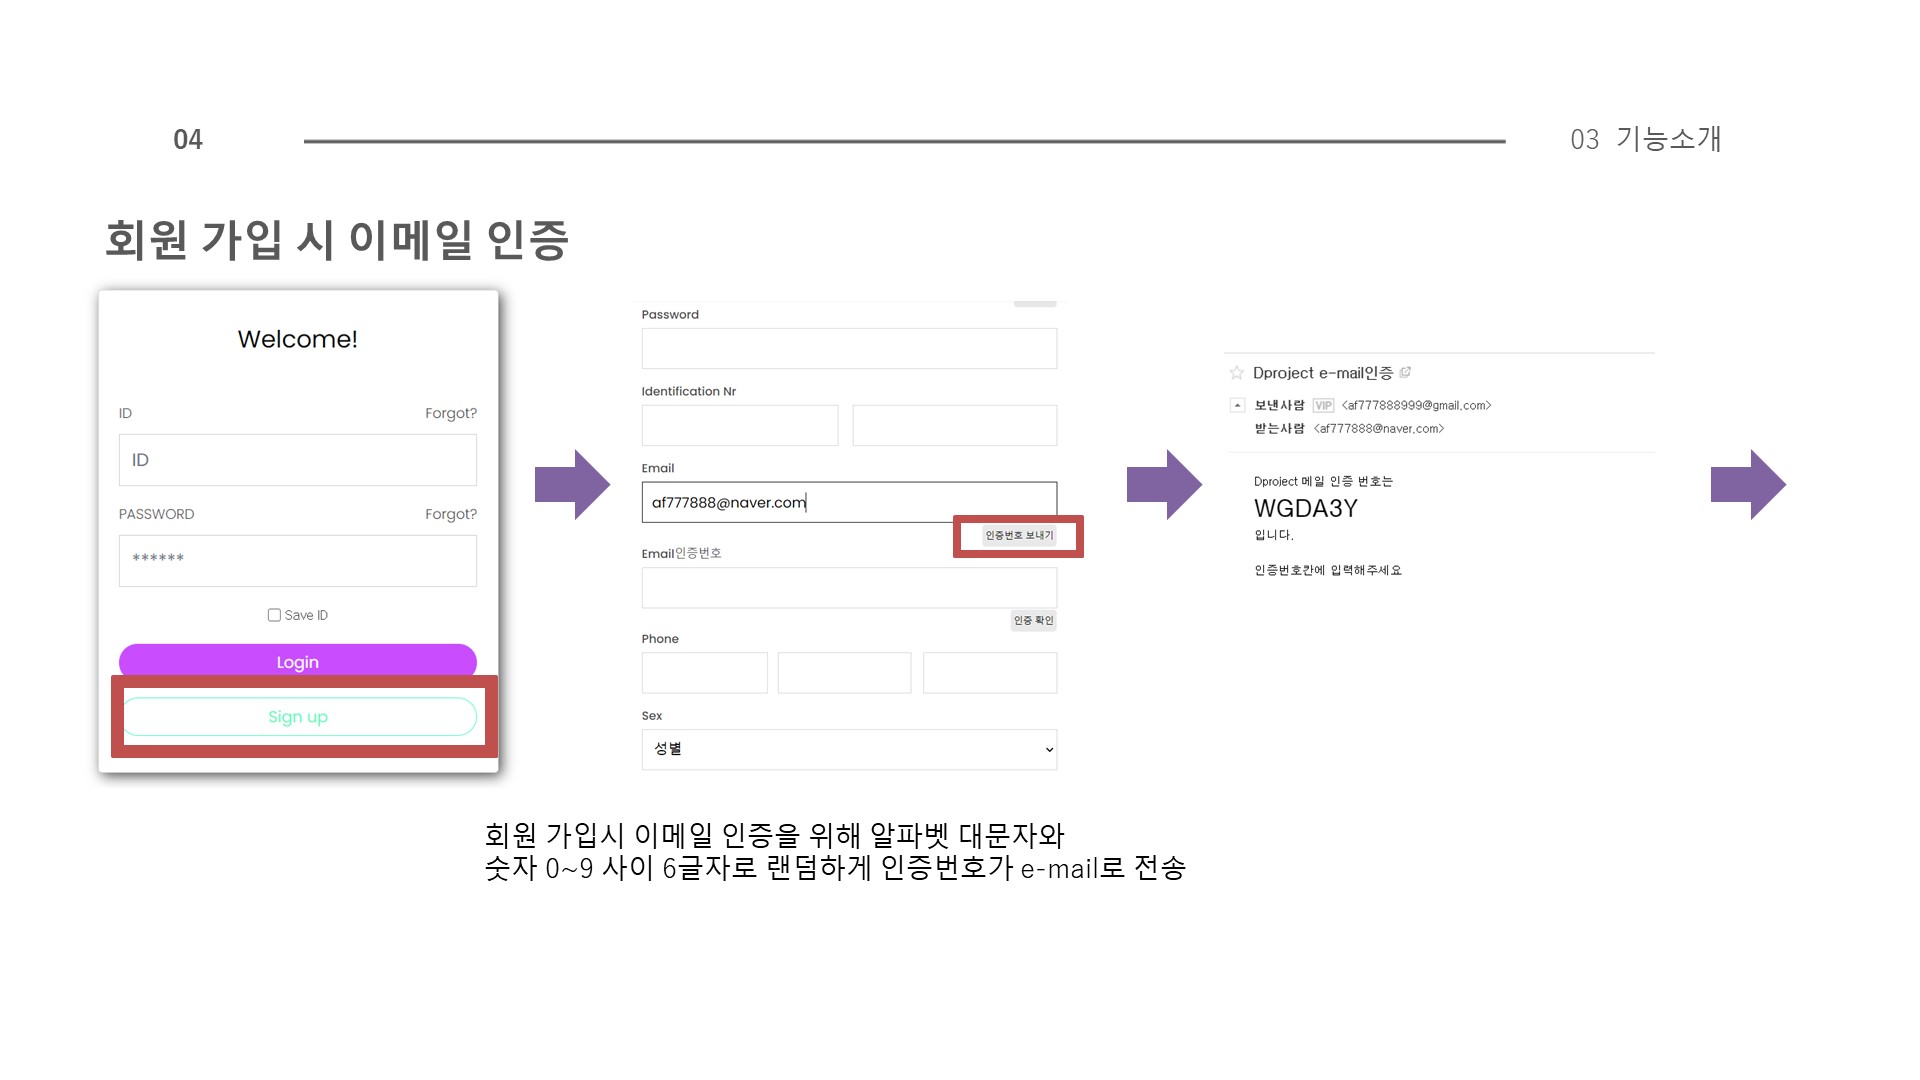 04
03 기능소개
회원 가입 시 이메일 인증
Welcome!
ID Forgot?
ID
PASSWORD Forgot?
******
Save ID
Login
Sign up
Password
Identification Nr
Email
af777888@naver.com
인증번호 보내기
Email인증번호
인증 확인
Phone
Sex
성별
Dproject e-mail인증
보낸사람 VIP <af777888999@gmail.com>
받는사람 <af777888@naver.com>
Dproject 메일 인증 번호는
WGDA3Y
입니다.
인증번호칸에 입력해주세요
회원 가입시 이메일 인증을 위해 알파벳 대문자와
숫자 0~9 사이 6글자로 랜덤하게 인증번호가 e-mail로 전송